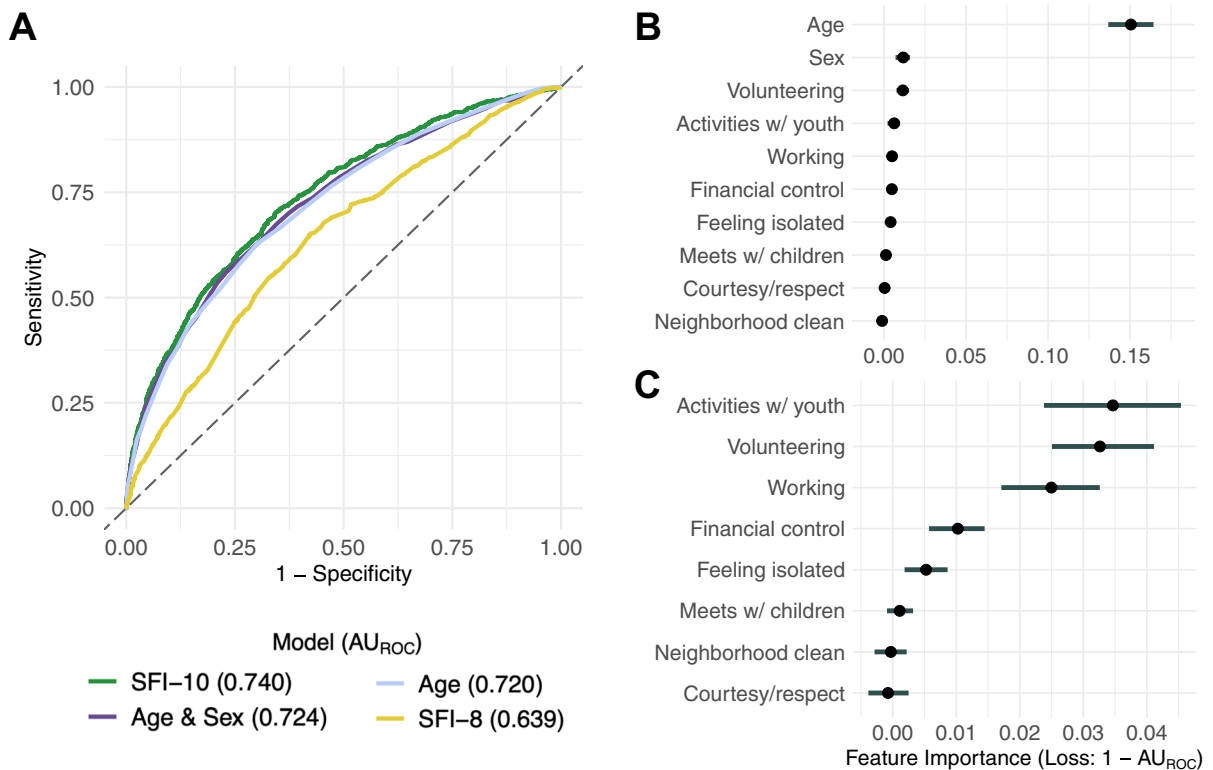 A
1.00
0.75
0.50
0.25
0.00
Sensitivity
0.00 0.25 0.50 0.75 1.00
1 − Specificity
Model (AUROC)
SFI−10 (0.740)
Age & Sex (0.724)
Age (0.720)
SFI−8 (0.639)
B
Age
Sex
Volunteering
Activities w/ youth
Working
Financial control
Feeling isolated
Meets w/ children
Courtesy/respect
Neighborhood clean
0.00 0.05 0.10 0.15
C
Activities w/ youth
Volunteering
Working
Financial control
Feeling isolated
Meets w/ children
Neighborhood clean
Courtesy/respect
0.00 0.01 0.02 0.03 0.04
Feature Importance (Loss: 1 − AUROC)